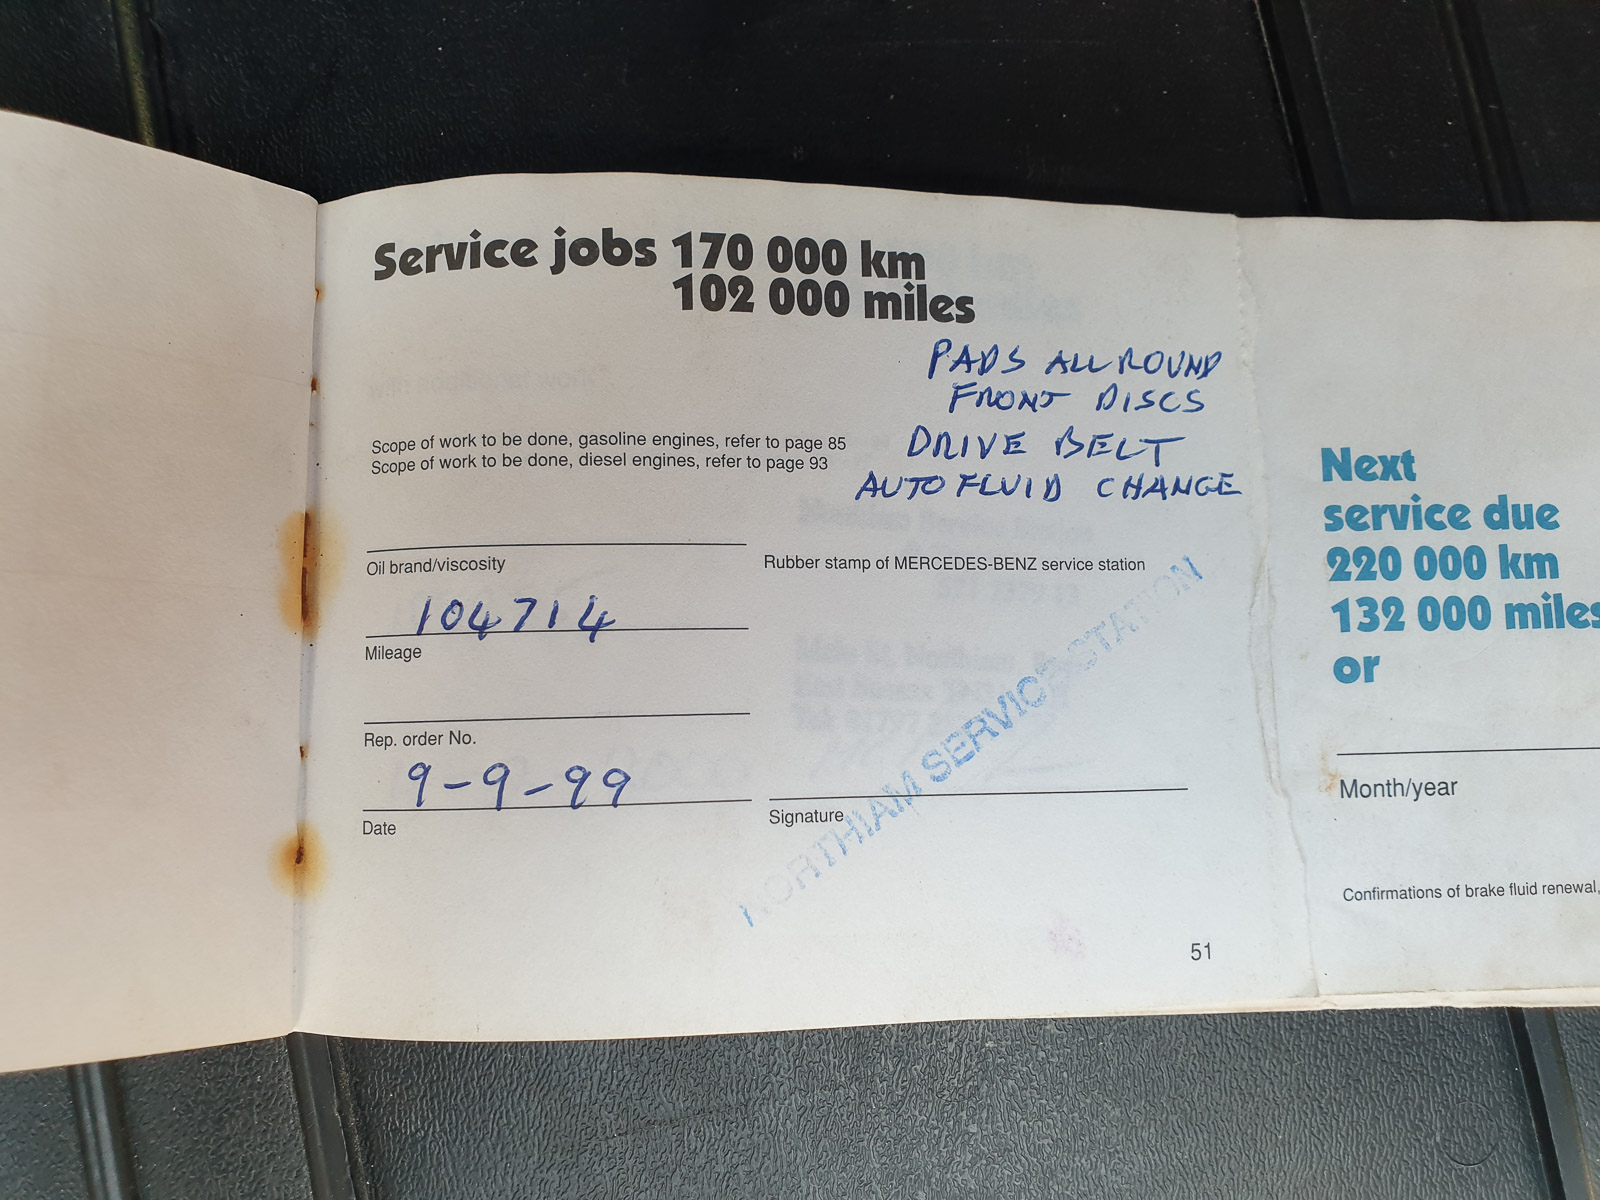 Service jobs 170 000 km
102 000 miles
PADS ALL ROUND
FRONT DISCS
DRIVE BELT
AUTO FLUID CHANGE
Scope of work to be done, gasoline engines, refer to page 85
Scope of work to be done, diesel engines, refer to page 93
Oil brand/viscosity
Rubber stamp of MERCEDES-BENZ service station
104714
Mileage
Rep. order No.
9-9-99
Date
Signature
NORTHIAM SERVICE STATION
51
Next
service due
220 000 km
132 000 miles
or
Month/year
Confirmations of brake fluid renewal,